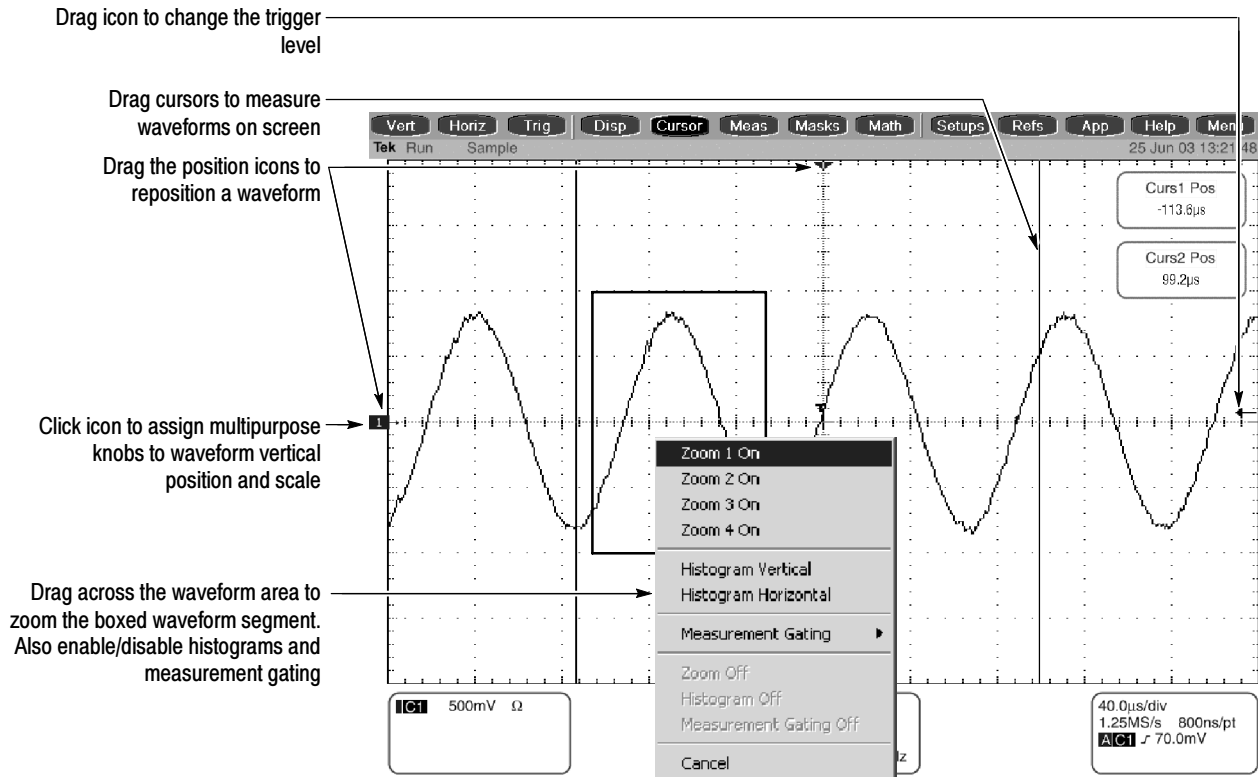 Drag icon to change the trigger
level
Drag cursors to measure
waveforms on screen
Drag the position icons to
reposition a waveform
Click icon to assign multipurpose
knobs to waveform vertical
position and scale
Drag across the waveform area to
zoom the boxed waveform segment.
Also enable/disable histograms and
measurement gating
Vert Horiz Trig Disp Cursor Meas Masks Math Setups Refs App Help Menu
Tek Run Sample 25 Jun 03 13:21:48
Curs1 Pos
-113.6µs
Curs2 Pos
99.2µs
1
Zoom 1 On
Zoom 2 On
Zoom 3 On
Zoom 4 On
Histogram Vertical
Histogram Horizontal
Measurement Gating
Zoom Off
Histogram Off
Measurement Gating Off
Cancel
C1 500mV Ω
lz
40.0µs/div
1.25MS/s 800ns/pt
A C1 70.0mV